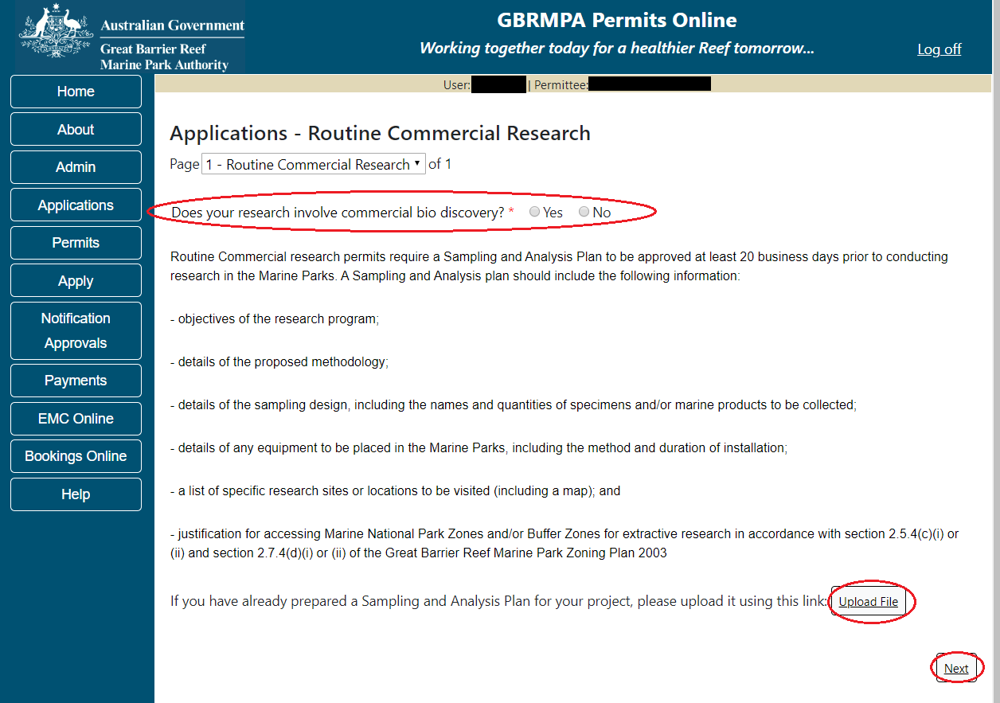 Australian Government
Great Barrier Reef
Marine Park Authority
GBRMPA Permits Online
Working together today for a healthier Reef tomorrow...
Log off
Home
About
Admin
Applications
Permits
Apply
Notification
Approvals
Payments
EMC Online
Bookings Online
Help
User: | Permittee:
Applications - Routine Commercial Research
Page 1 - Routine Commercial Research ▾ of 1
Does your research involve commercial bio discovery? * Yes No
Routine Commercial research permits require a Sampling and Analysis Plan to be approved at least 20 business days prior to conducting
research in the Marine Parks. A Sampling and Analysis plan should include the following information:
- objectives of the research program;
- details of the proposed methodology;
- details of the sampling design, including the names and quantities of specimens and/or marine products to be collected;
- details of any equipment to be placed in the Marine Parks, including the method and duration of installation;
- a list of specific research sites or locations to be visited (including a map); and
- justification for accessing Marine National Park Zones and/or Buffer Zones for extractive research in accordance with section 2.5.4(c)(i) or
(ii) and section 2.7.4(d)(i) or (ii) of the Great Barrier Reef Marine Park Zoning Plan 2003
If you have already prepared a Sampling and Analysis Plan for your project, please upload it using this link: Upload File
Next